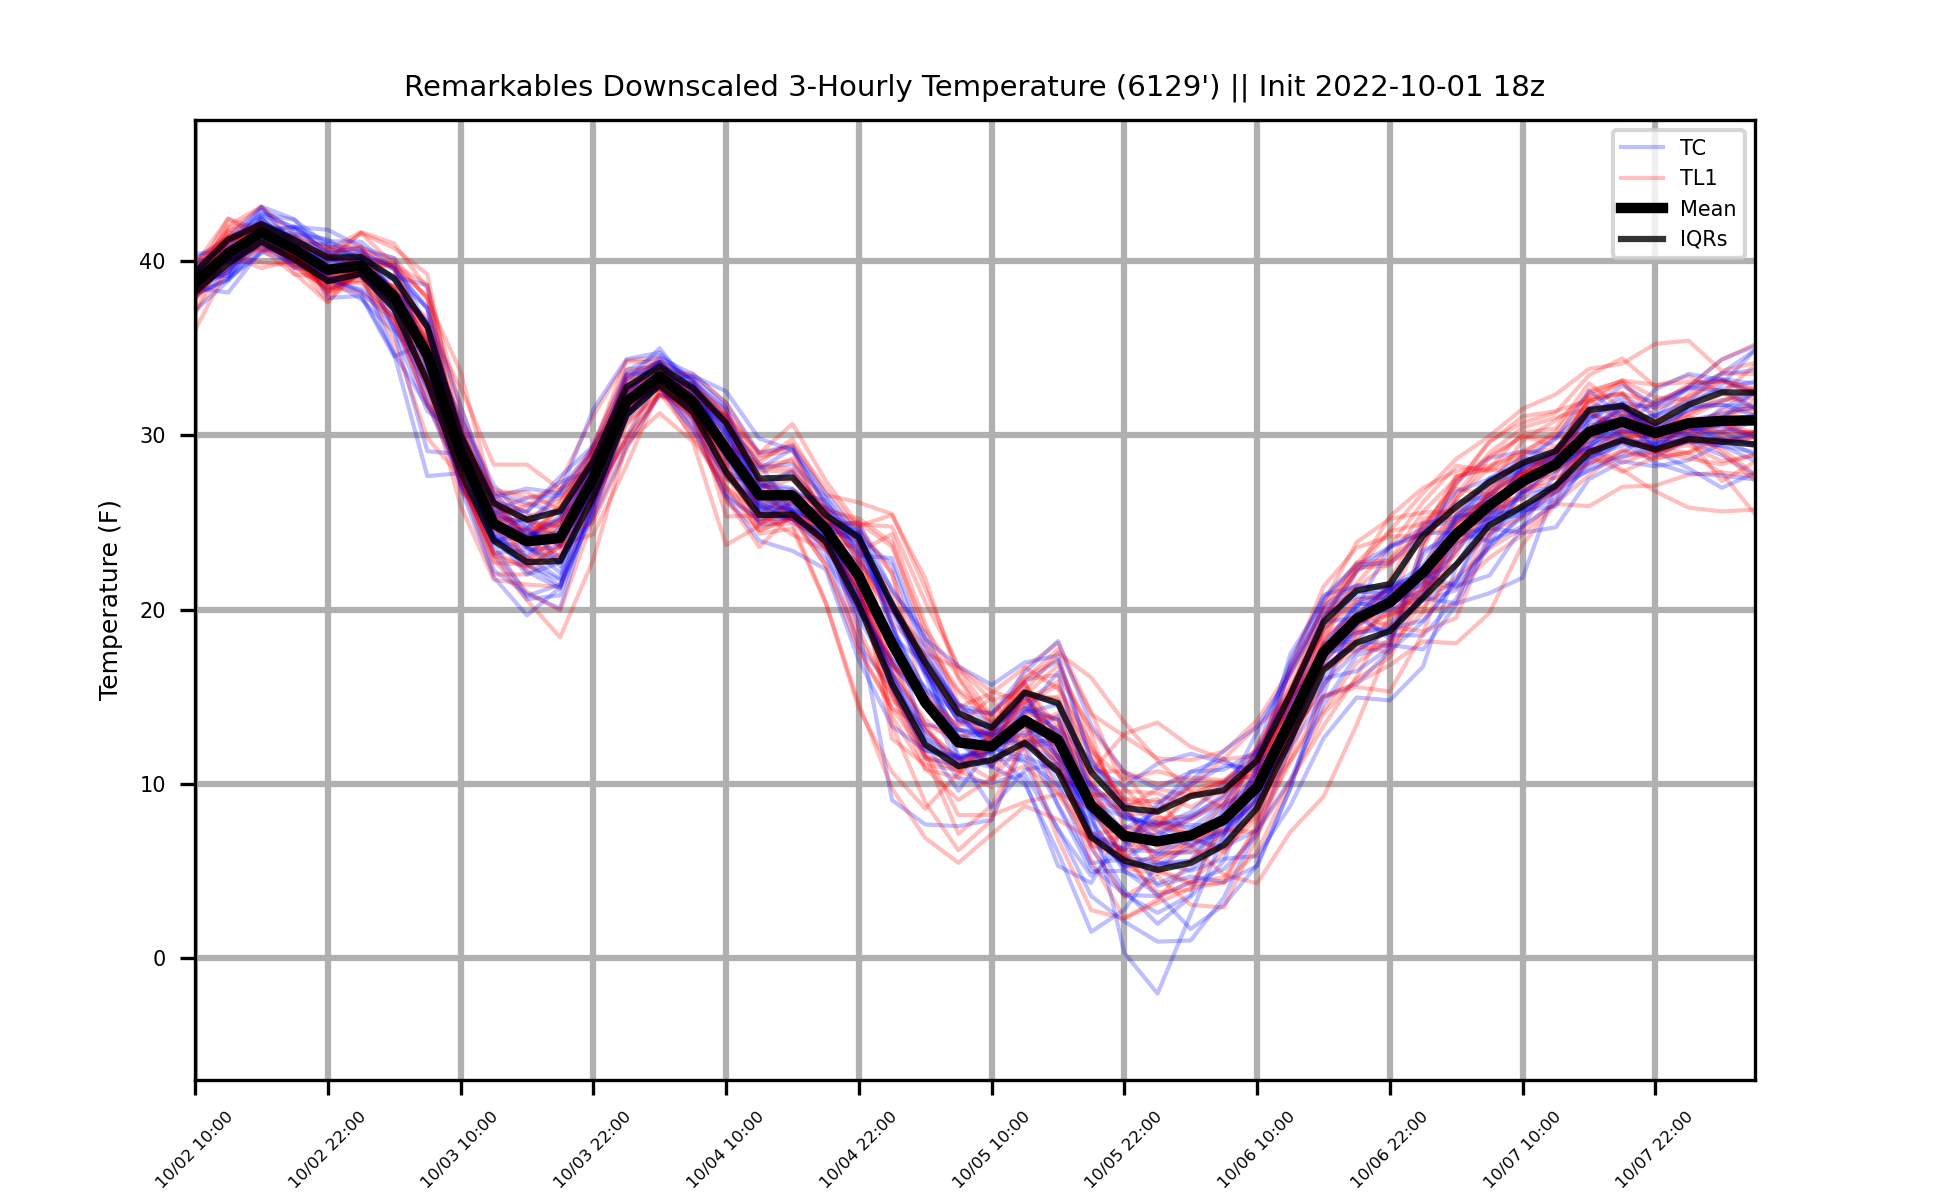 Remarkables Downscaled 3-Hourly Temperature (6129') || Init 2022-10-01 18z
TC
TL1
Mean
IQRs
Temperature (F)
40
30
20
10
0
10/02 10:00
10/02 22:00
10/03 10:00
10/03 22:00
10/04 10:00
10/04 22:00
10/05 10:00
10/05 22:00
10/06 10:00
10/06 22:00
10/07 10:00
10/07 22:00